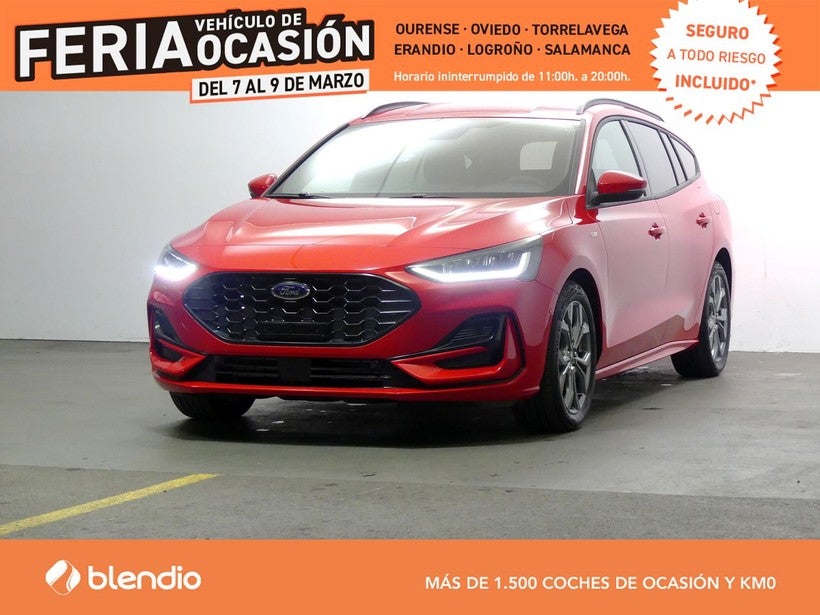 VEHÍCULO DE
FERIA OCASIÓN
DEL 7 AL 9 DE MARZO
OURENSE · OVIEDO · TORRELAVEGA
ERANDIO · LOGROÑO · SALAMANCA
Horario ininterrumpido de 11:00h. a 20:00h.
SEGURO
A TODO RIESGO
INCLUIDO*
Ford
blendio
MÁS DE 1.500 COCHES DE OCASIÓN Y KM0